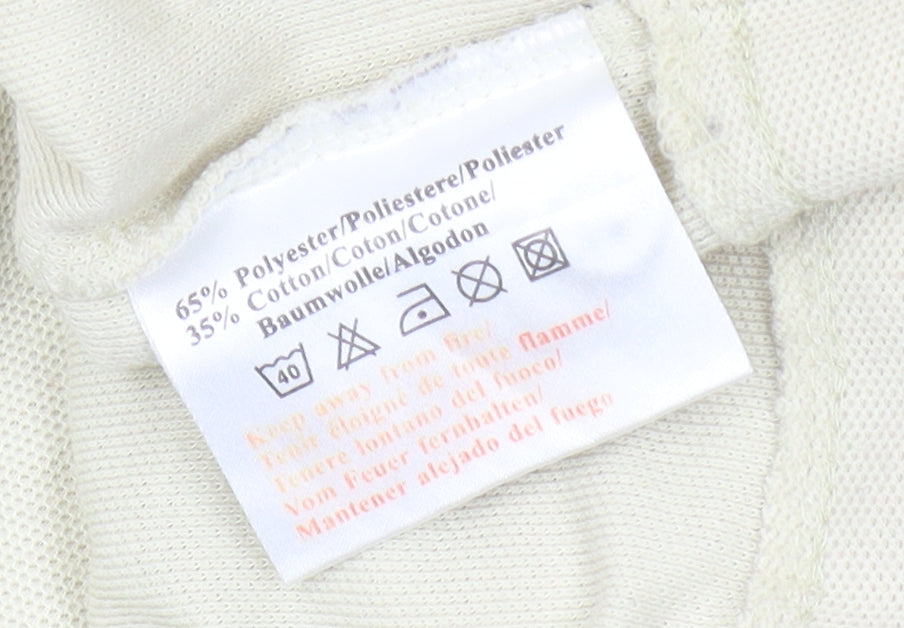 65% Polyester/Poliestere/Poliester
35% Cotton/Coton/Cotone/
Baumwolle/Algodon
40
Keep away from fire/
Tenir éloigné de toute flamme/
Tenere lontano del fuoco/
Vom Feuer fernhalten/
Mantener alejado del fuego